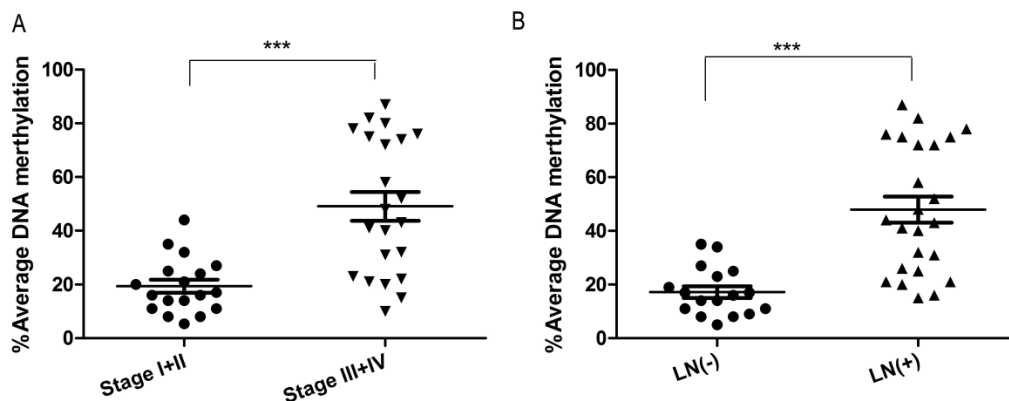 A
%Average DNA merthylation
100
80
60
40
20
0
***
Stage I+II
Stage III+IV
B
%Average DNA merthylation
100
80
60
40
20
0
***
LN(-)
LN(+)